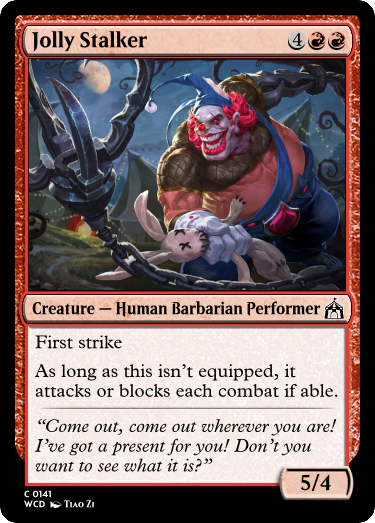 Jolly Stalker 4
Creature — Human Barbarian Performer
First strike
As long as this isn't equipped, it
attacks or blocks each combat if able.
“Come out, come out wherever you are!
I've got a present for you! Don't you
want to see what it is?”
5/4
C 0141
WCD Tiao Zi